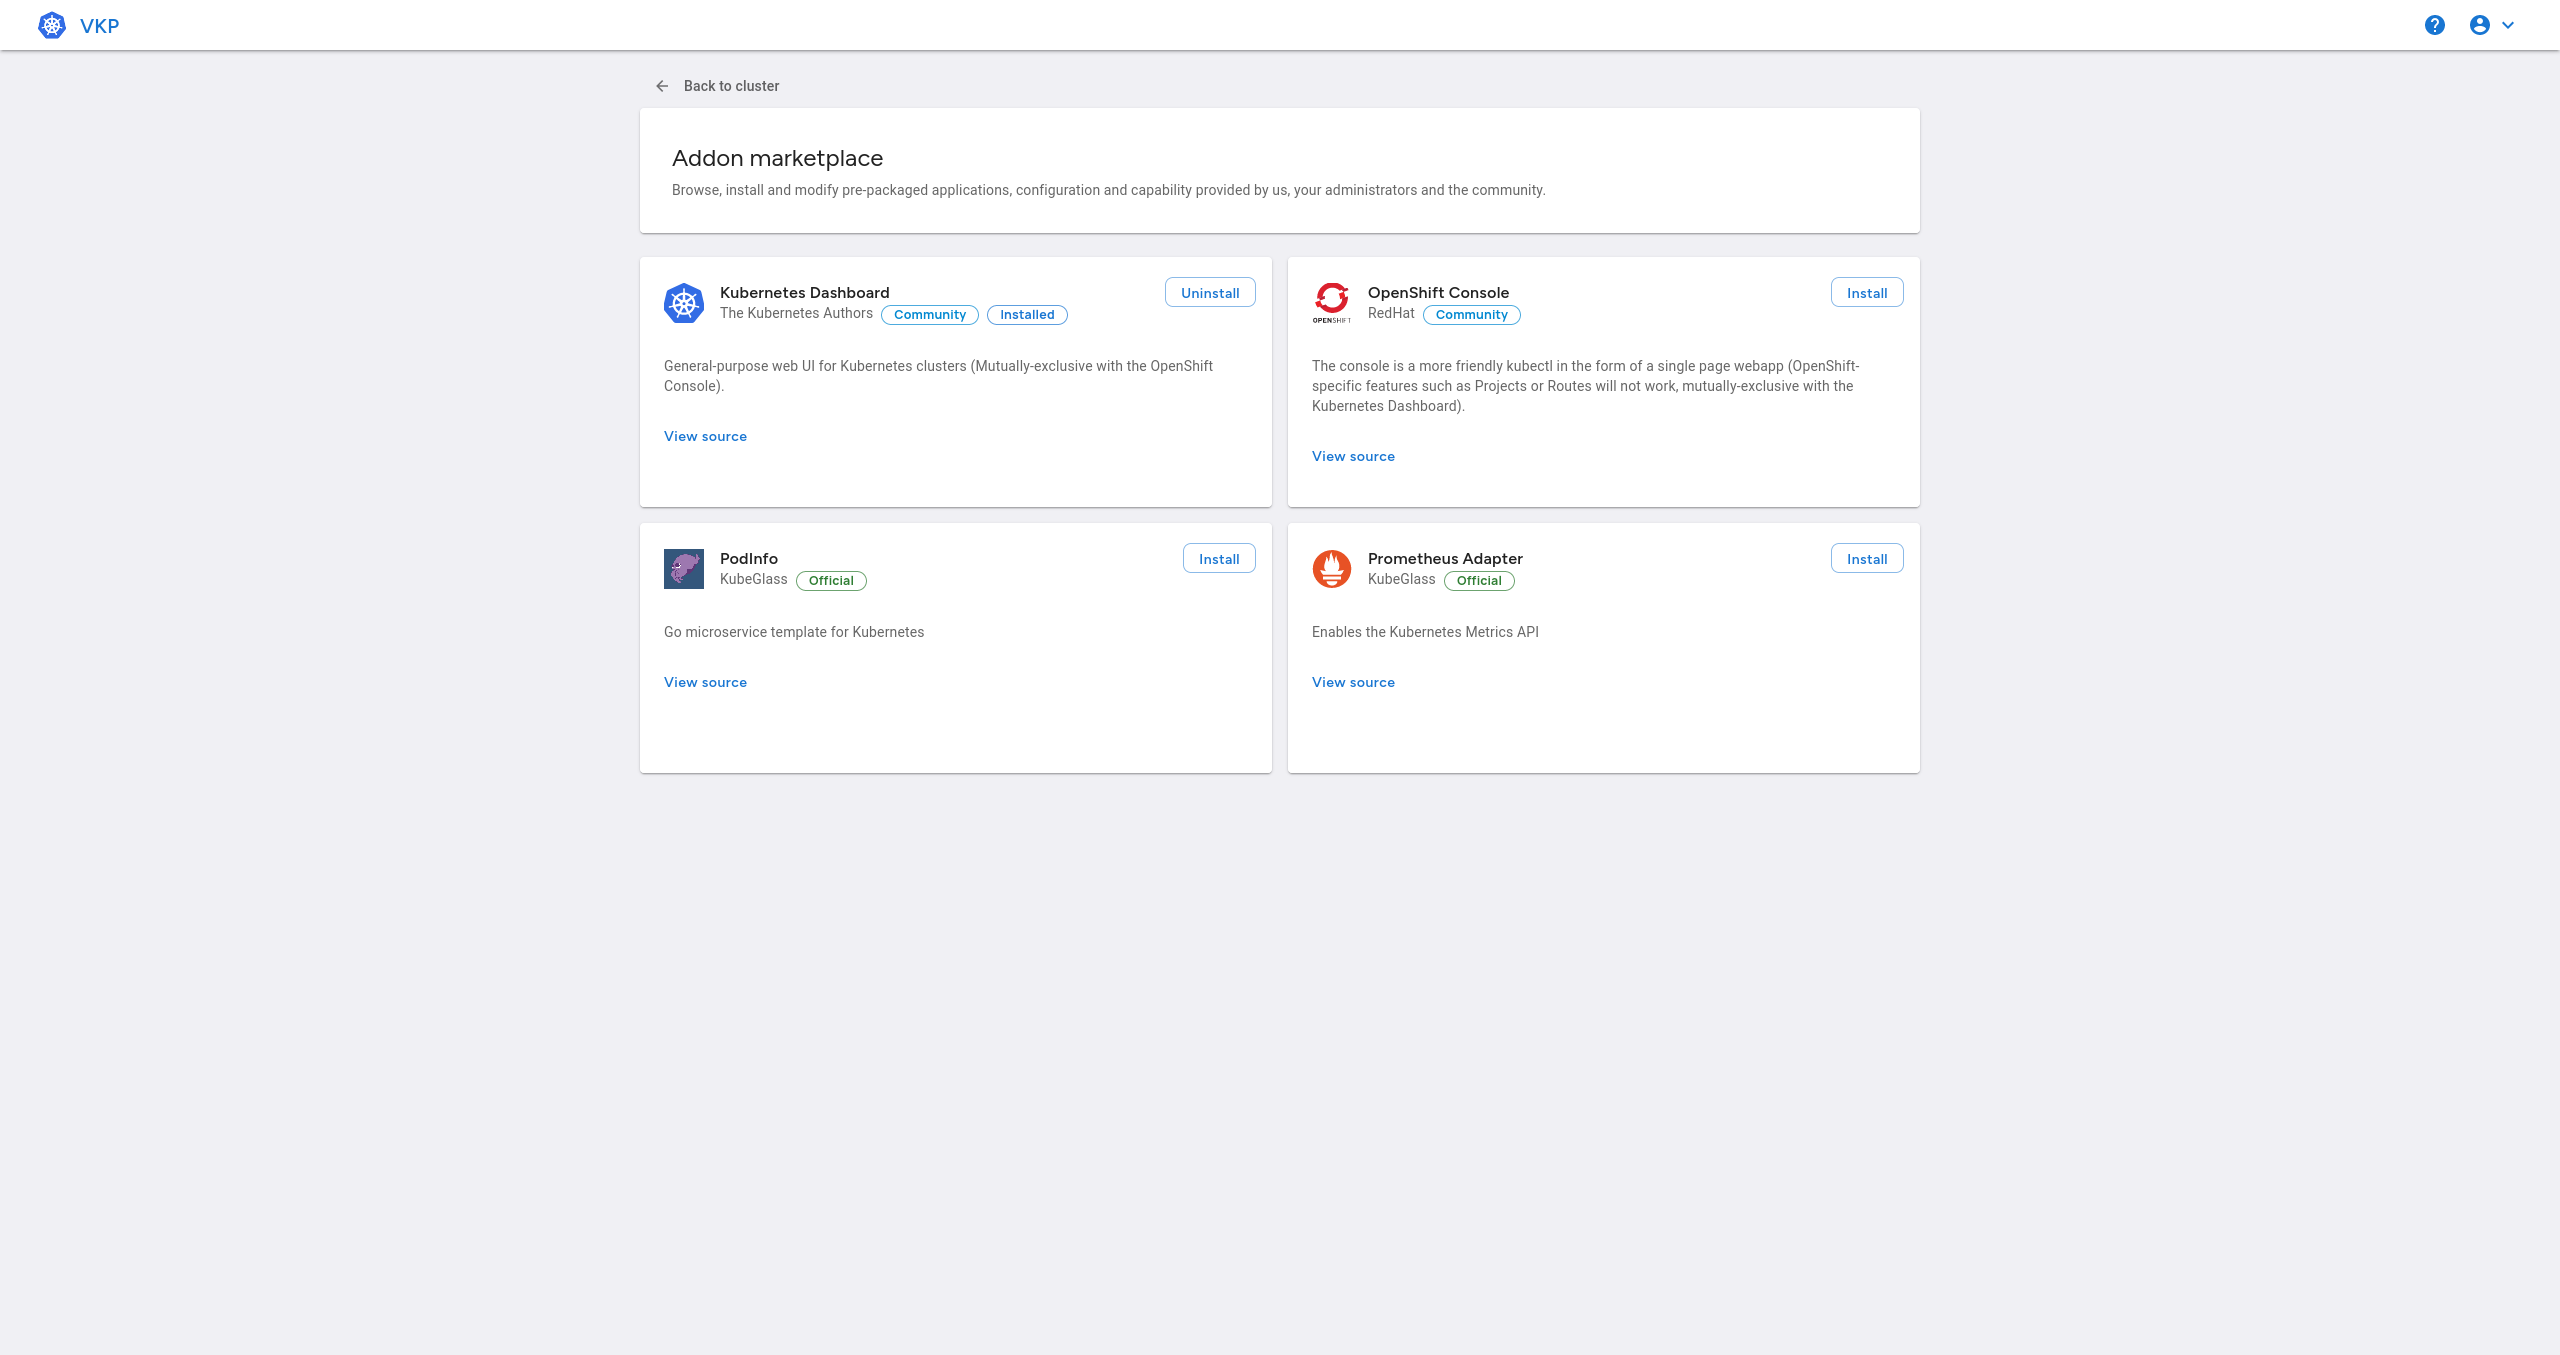 VKP
Back to cluster
Addon marketplace
Browse, install and modify pre-packaged applications, configuration and capability provided by us, your administrators and the community.
Kubernetes Dashboard
The Kubernetes Authors Community Installed
Uninstall
General-purpose web UI for Kubernetes clusters (Mutually-exclusive with the OpenShift
Console).
View source
OPENSHIFT
OpenShift Console
RedHat Community
Install
The console is a more friendly kubectl in the form of a single page webapp (OpenShift-
specific features such as Projects or Routes will not work, mutually-exclusive with the
Kubernetes Dashboard).
View source
PodInfo
KubeGlass Official
Install
Go microservice template for Kubernetes
View source
Prometheus Adapter
KubeGlass Official
Install
Enables the Kubernetes Metrics API
View source